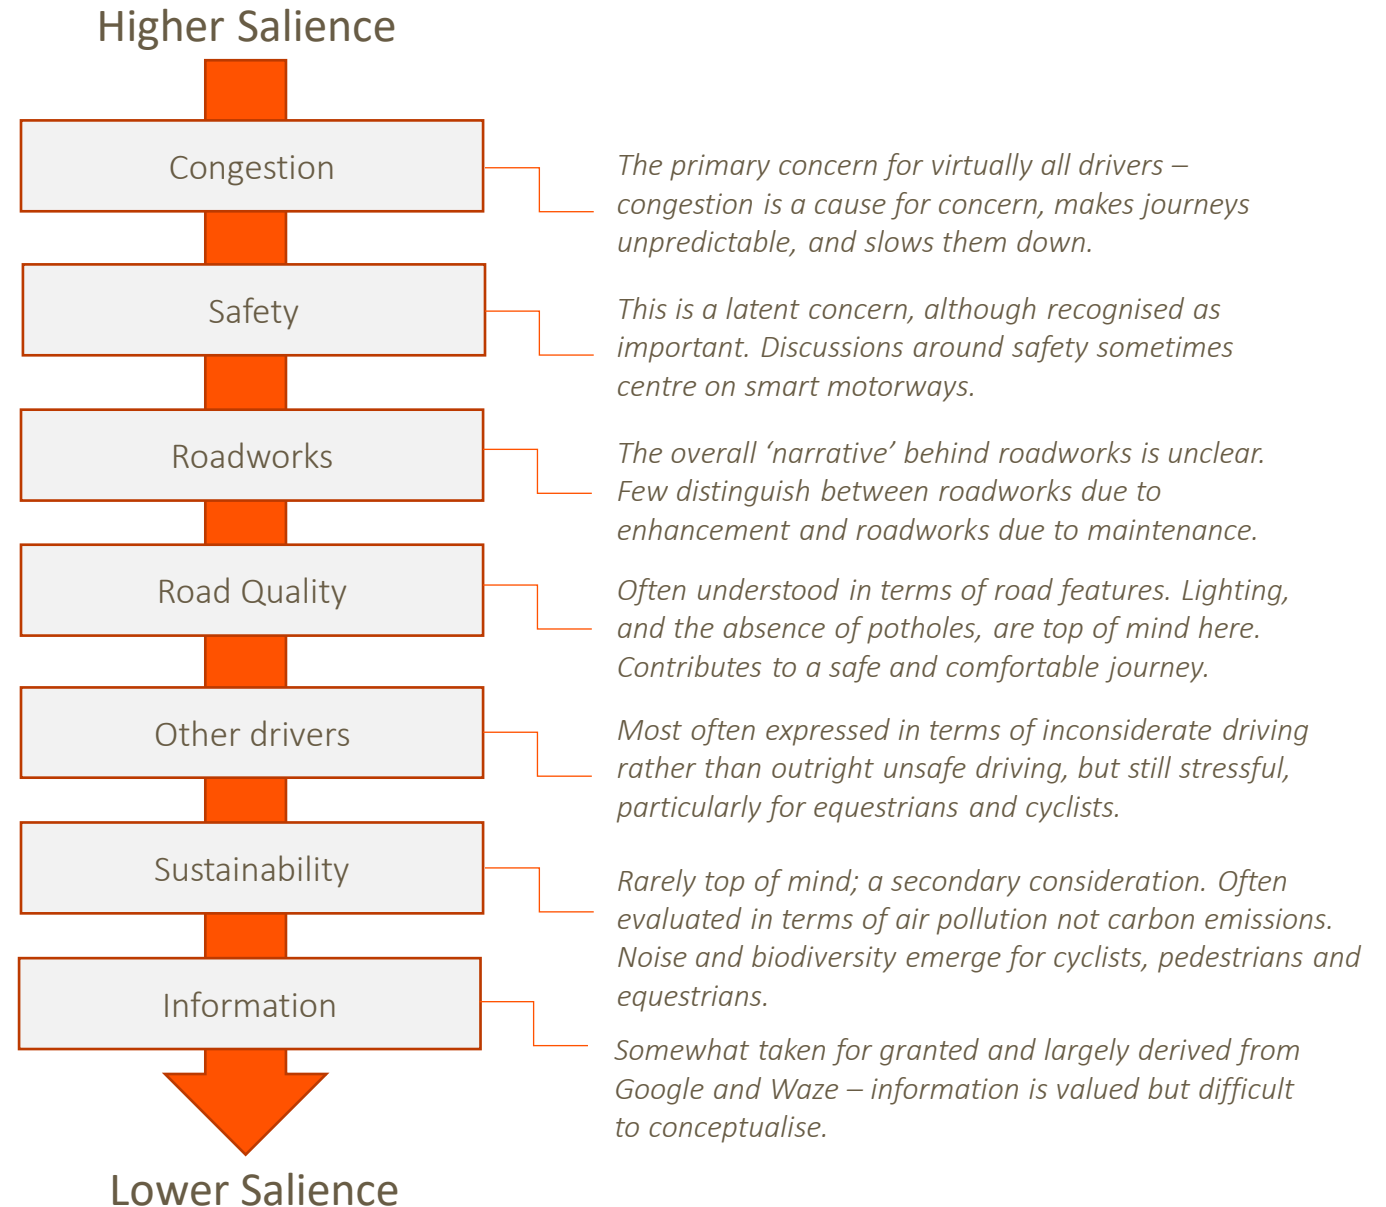 Higher Salience
Congestion
The primary concern for virtually all drivers –
congestion is a cause for concern, makes journeys
unpredictable, and slows them down.
Safety
This is a latent concern, although recognised as
important. Discussions around safety sometimes
centre on smart motorways.
Roadworks
The overall ‘narrative’ behind roadworks is unclear.
Few distinguish between roadworks due to
enhancement and roadworks due to maintenance.
Road Quality
Often understood in terms of road features. Lighting,
and the absence of potholes, are top of mind here.
Contributes to a safe and comfortable journey.
Other drivers
Most often expressed in terms of inconsiderate driving
rather than outright unsafe driving, but still stressful,
particularly for equestrians and cyclists.
Sustainability
Rarely top of mind; a secondary consideration. Often
evaluated in terms of air pollution not carbon emissions.
Noise and biodiversity emerge for cyclists, pedestrians and
equestrians.
Information
Somewhat taken for granted and largely derived from
Google and Waze – information is valued but difficult
to conceptualise.
Lower Salience